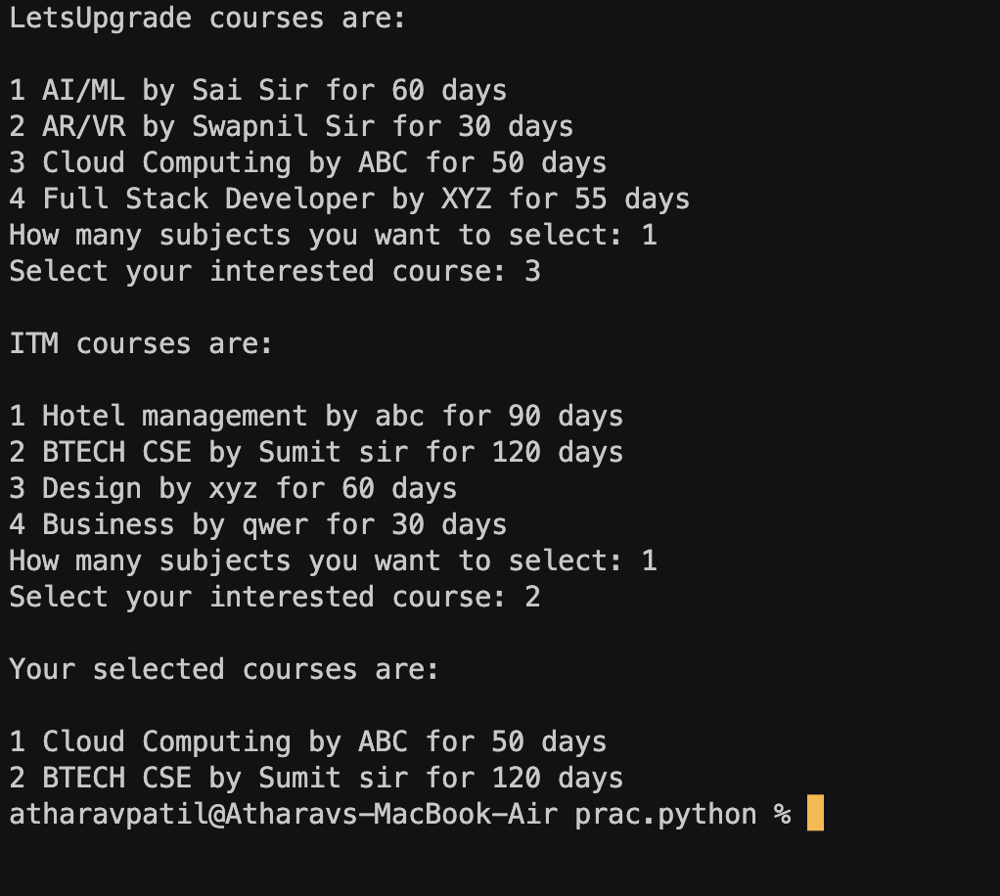 LetsUpgrade courses are:
1 AI/ML by Sai Sir for 60 days
2 AR/VR by Swapnil Sir for 30 days
3 Cloud Computing by ABC for 50 days
4 Full Stack Developer by XYZ for 55 days
How many subjects you want to select: 1
Select your interested course: 3
ITM courses are:
1 Hotel management by abc for 90 days
2 BTECH CSE by Sumit sir for 120 days
3 Design by xyz for 60 days
4 Business by qwer for 30 days
How many subjects you want to select: 1
Select your interested course: 2
Your selected courses are:
1 Cloud Computing by ABC for 50 days
2 BTECH CSE by Sumit sir for 120 days
atharavpatil@Atharavs-MacBook-Air prac.python %